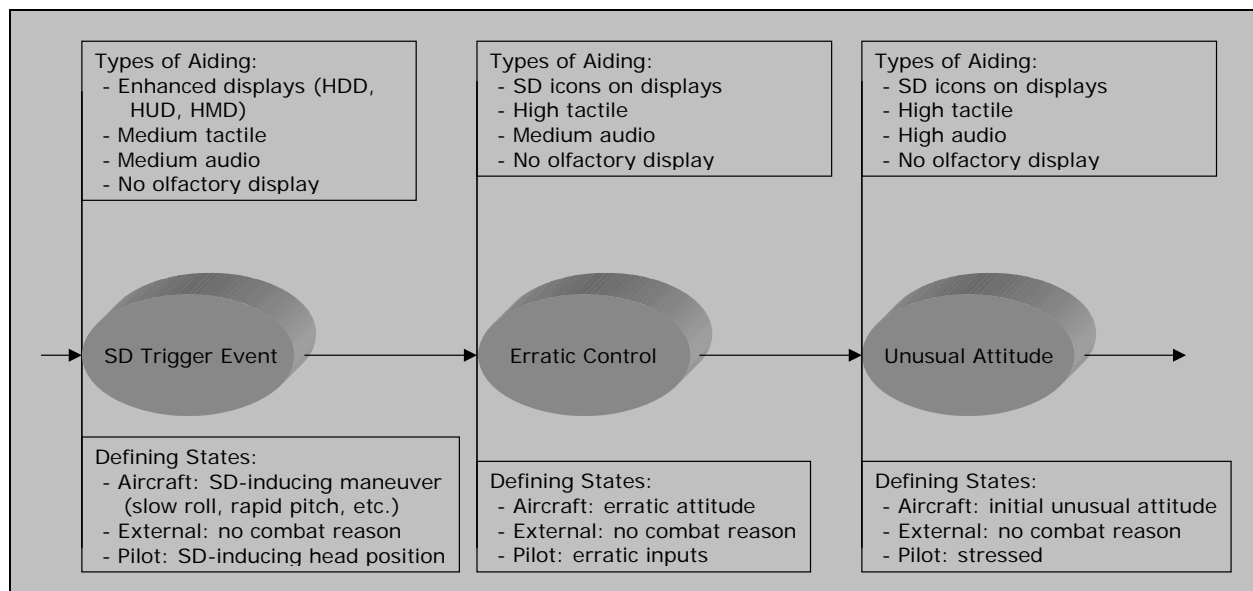 Types of Aiding:
- Enhanced displays (HDD,
HUD, HMD)
- Medium tactile
- Medium audio
- No olfactory display
Types of Aiding:
- SD icons on displays
- High tactile
- Medium audio
- No olfactory display
Types of Aiding:
- SD icons on displays
- High tactile
- High audio
- No olfactory display
SD Trigger Event
Erratic Control
Unusual Attitude
Defining States:
- Aircraft: SD-inducing maneuver
(slow roll, rapid pitch, etc.)
- External: no combat reason
- Pilot: SD-inducing head position
Defining States:
- Aircraft: erratic attitude
- External: no combat reason
- Pilot: erratic inputs
Defining States:
- Aircraft: initial unusual attitude
- External: no combat reason
- Pilot: stressed